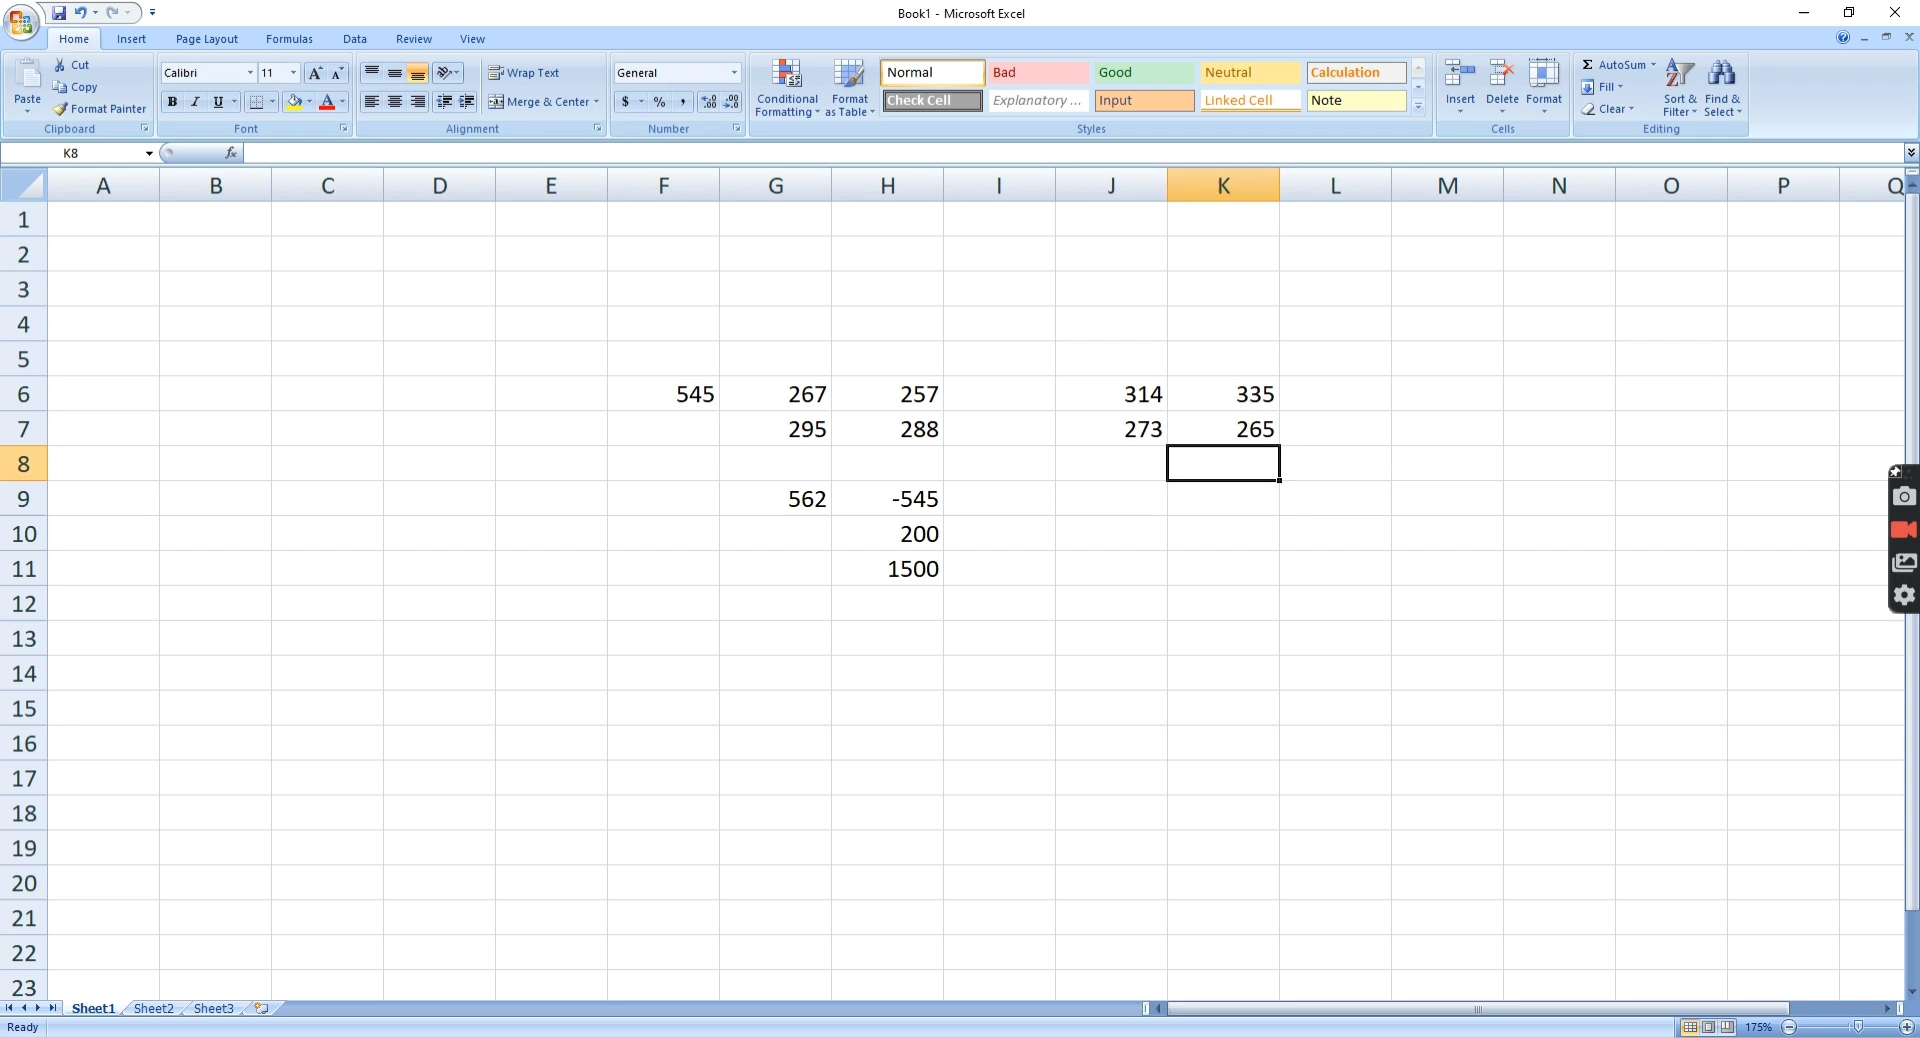 Book1 - Microsoft Excel
Home Insert Page Layout Formulas Data Review View
Paste
Cut
Copy
Format Painter
Clipboard
Calibri 11
B I U
Font
Wrap Text
Merge & Center
Alignment
General
$ % ,
Number
Conditional Formatting
Format as Table
Normal Bad Good Neutral Calculation
Check Cell Explanatory ... Input Linked Cell Note
Styles
Insert Delete Format
Cells
Σ AutoSum
Fill
Clear
Sort & Filter
Find & Select
Editing
K8 fx
A B C D E F G H I J K L M N O P Q
1
2
3
4
5
6 545 267 257 314 335
7 295 288 273 265
8
9 562 -545
10 200
11 1500
12
13
14
15
16
17
18
19
20
21
22
23
Sheet1 Sheet2 Sheet3
Ready 175%